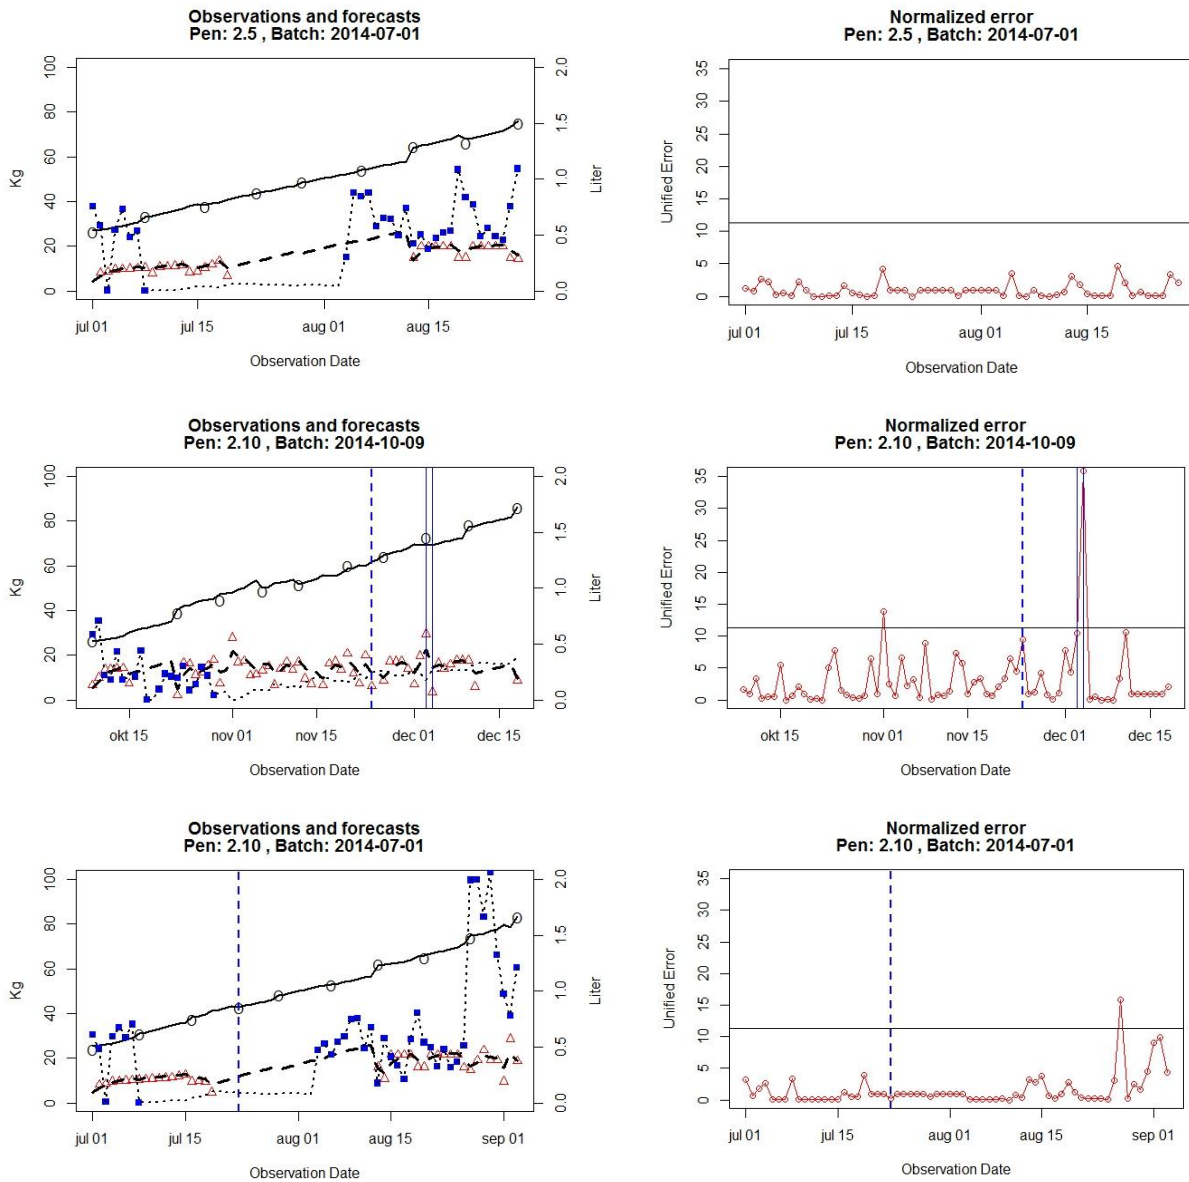 Observations and forecasts
Pen: 2.5 , Batch: 2014-07-01
100
80
60
40
20
0
Kg
2.0
1.5
1.0
0.5
0.0
Liter
jul 01 jul 15 aug 01 aug 15
Observation Date
Normalized error
Pen: 2.5 , Batch: 2014-07-01
35
30
25
20
15
10
5
0
Unified Error
jul 01 jul 15 aug 01 aug 15
Observation Date
Observations and forecasts
Pen: 2.10 , Batch: 2014-10-09
100
80
60
40
20
0
Kg
2.0
1.5
1.0
0.5
0.0
Liter
okt 15 nov 01 nov 15 dec 01 dec 15
Observation Date
Normalized error
Pen: 2.10 , Batch: 2014-10-09
35
30
25
20
15
10
5
0
Unified Error
okt 15 nov 01 nov 15 dec 01 dec 15
Observation Date
Observations and forecasts
Pen: 2.10 , Batch: 2014-07-01
100
80
60
40
20
0
Kg
2.0
1.5
1.0
0.5
0.0
Liter
jul 01 jul 15 aug 01 aug 15 sep 01
Observation Date
Normalized error
Pen: 2.10 , Batch: 2014-07-01
35
30
25
20
15
10
5
0
Unified Error
jul 01 jul 15 aug 01 aug 15 sep 01
Observation Date